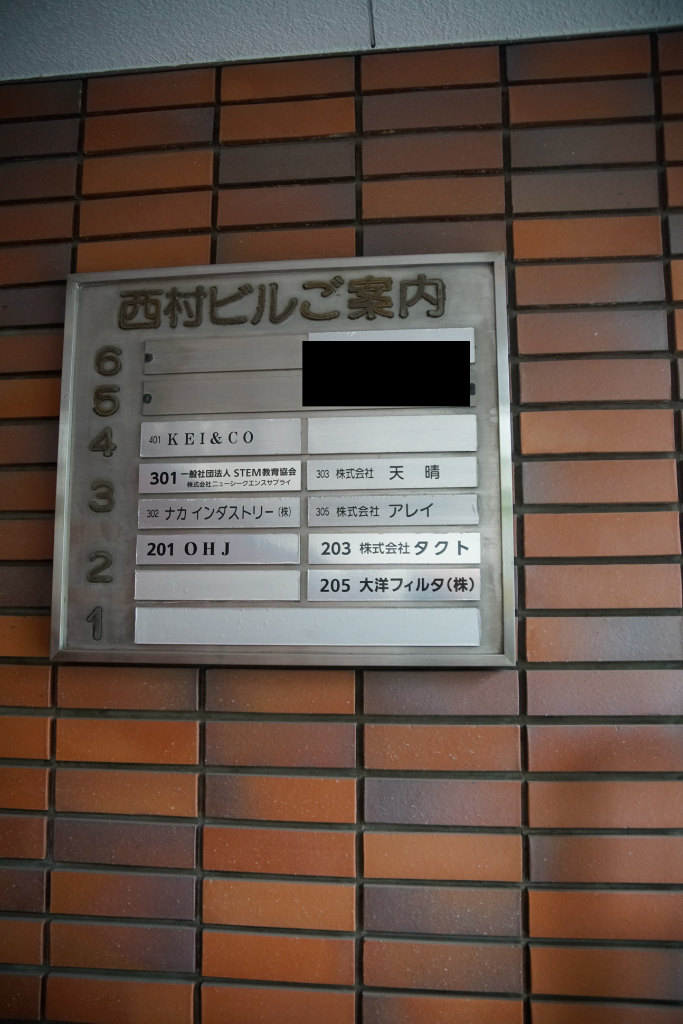 西村ビルご案内
6
5
4
401 KEI&CO
301 一般社団法人 STEM教育協会
株式会社ニューシークエンスサプライ
303 株式会社 天晴
3
302 ナカ インダストリー(株)
305 株式会社 アレイ
201 OHJ
203 株式会社 タクト
2
205 大洋フィルタ(株)
1